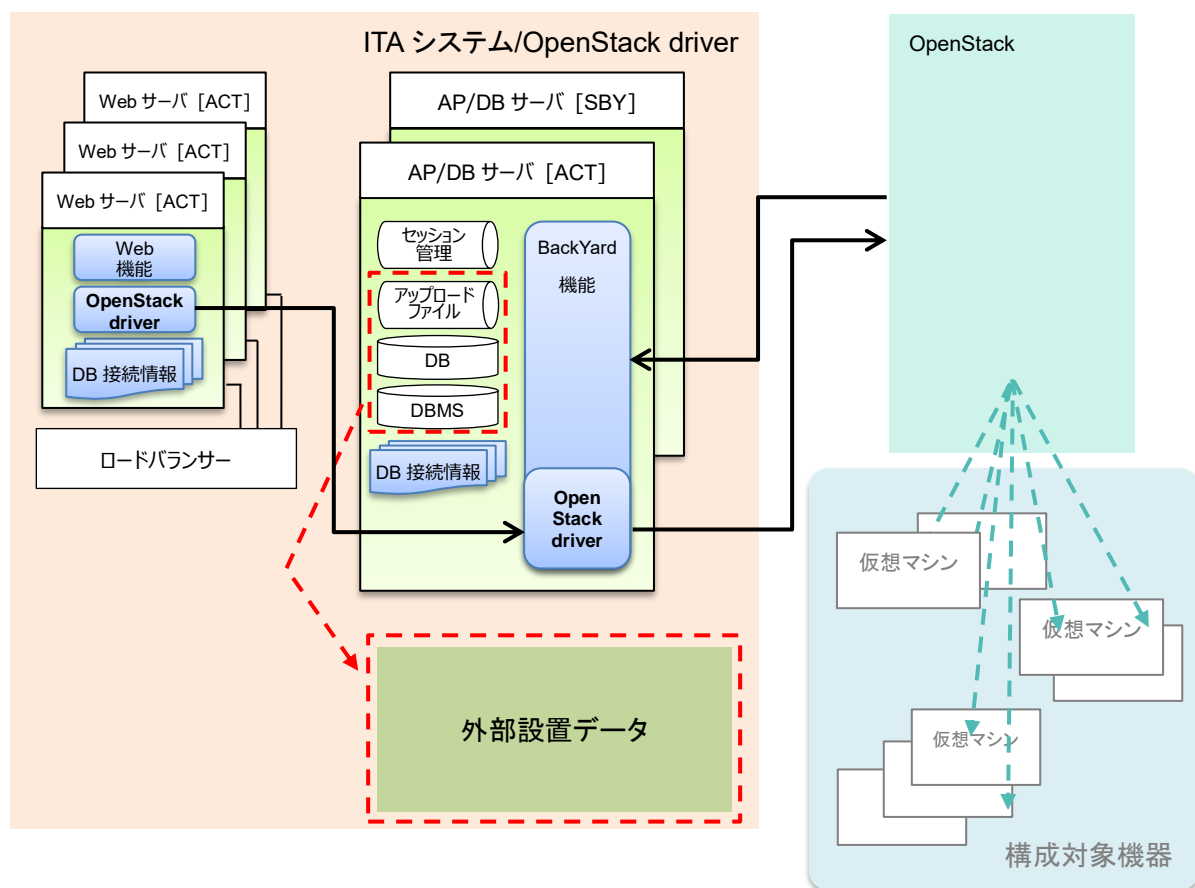 ITA システム/OpenStack driver
OpenStack
Web サーバ [ACT]
Web サーバ [ACT]
Web サーバ [ACT]
Web
機能
OpenStack
driver
DB 接続情報
ロードバランサー
AP/DB サーバ [SBY]
AP/DB サーバ [ACT]
セッション
管理
アップロード
ファイル
DB
DBMS
DB 接続情報
BackYard
機能
Open
Stack
driver
外部設置データ
仮想マシン
仮想マシン
仮想マシン
構成対象機器